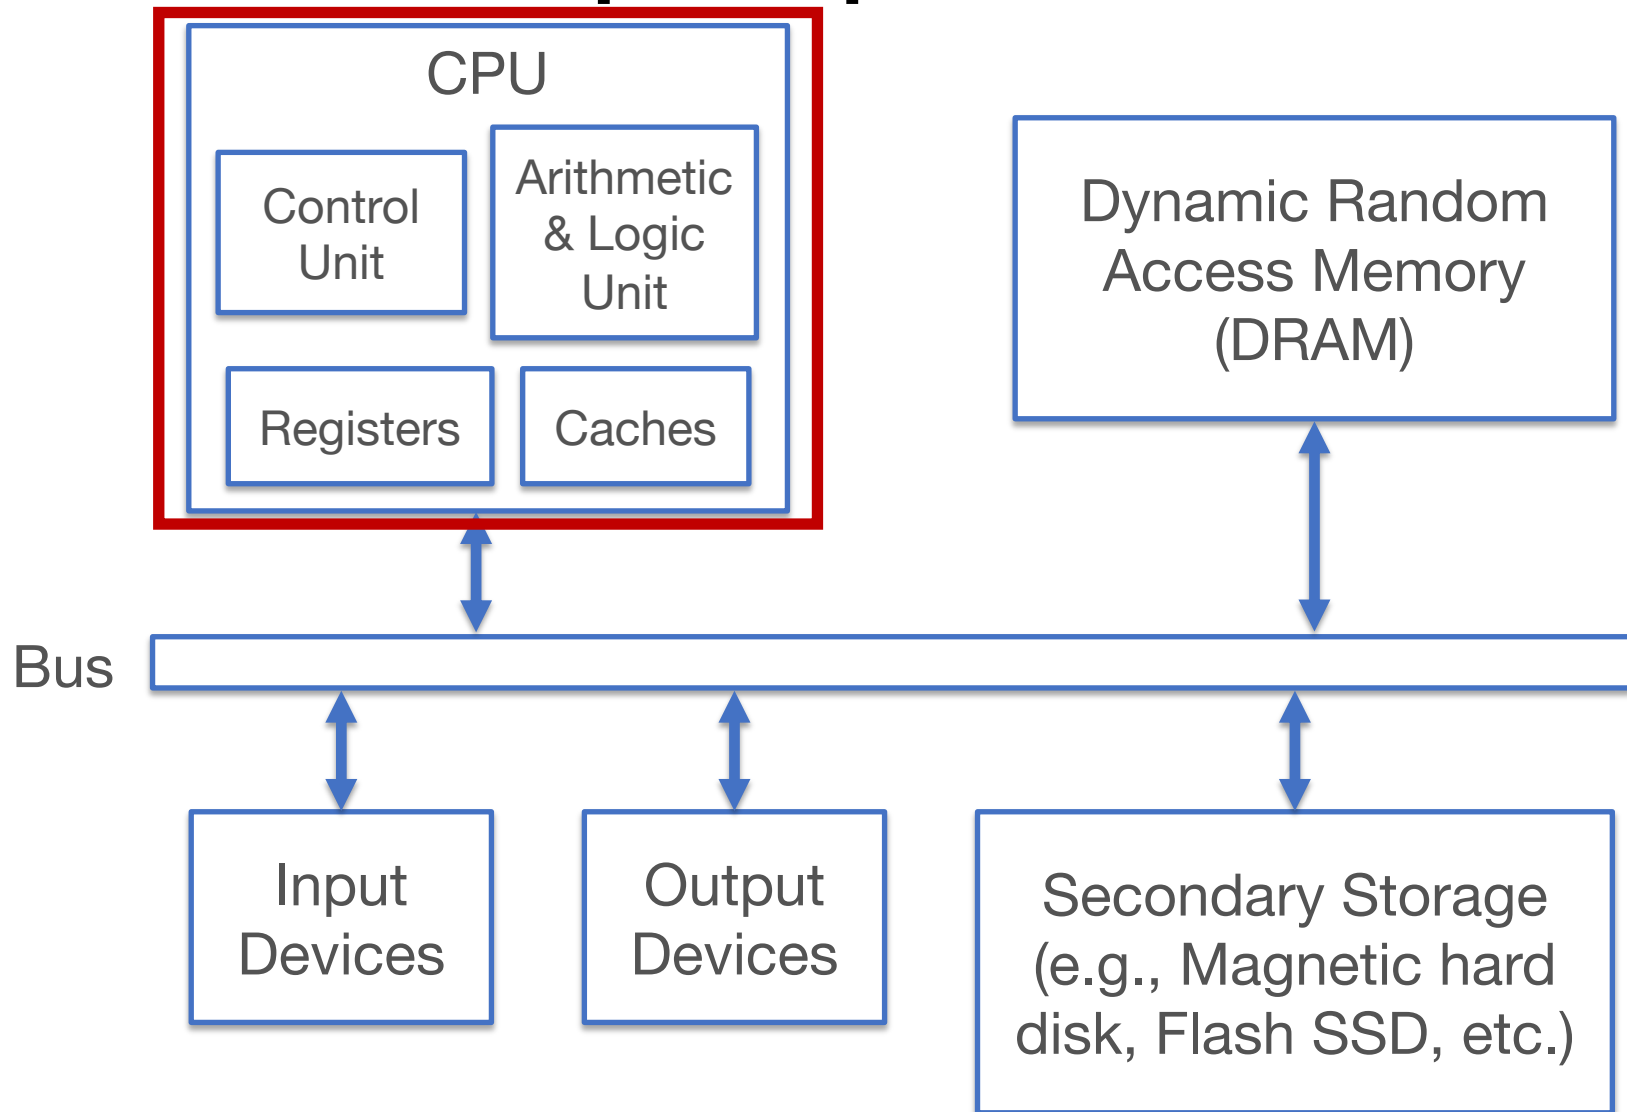 CPU
Control
Unit
Arithmetic
& Logic
Unit
Registers
Caches
Dynamic Random
Access Memory
(DRAM)
Bus
Input
Devices
Output
Devices
Secondary Storage
(e.g., Magnetic hard
disk, Flash SSD, etc.)